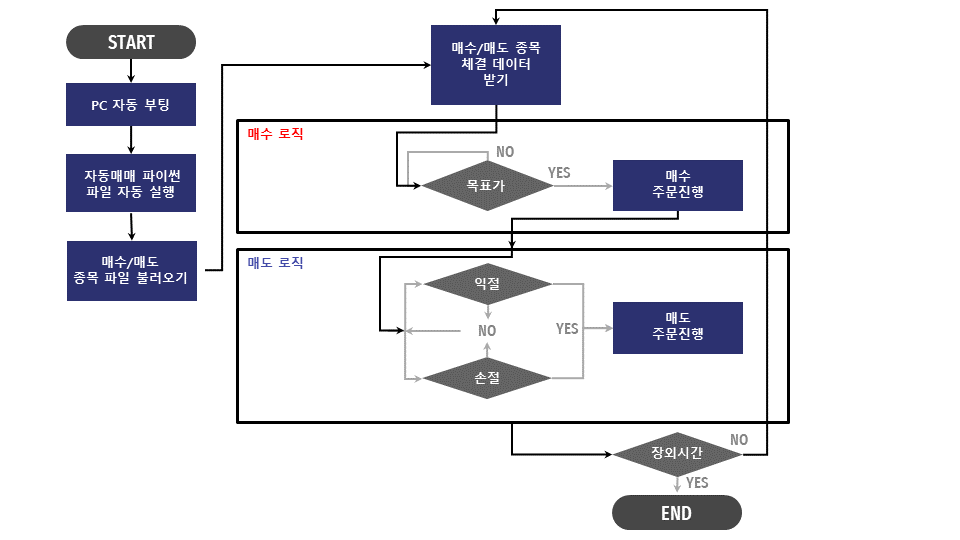 START
PC 자동 부팅
자동매매 파이썬
파일 자동 실행
매수/매도
종목 파일 불러오기
매수/매도 종목
체결 데이터
받기
매수 로직
NO
목표가
YES
매수
주문진행
매도 로직
익절
NO
YES
매도
주문진행
손절
장외시간
NO
YES
END